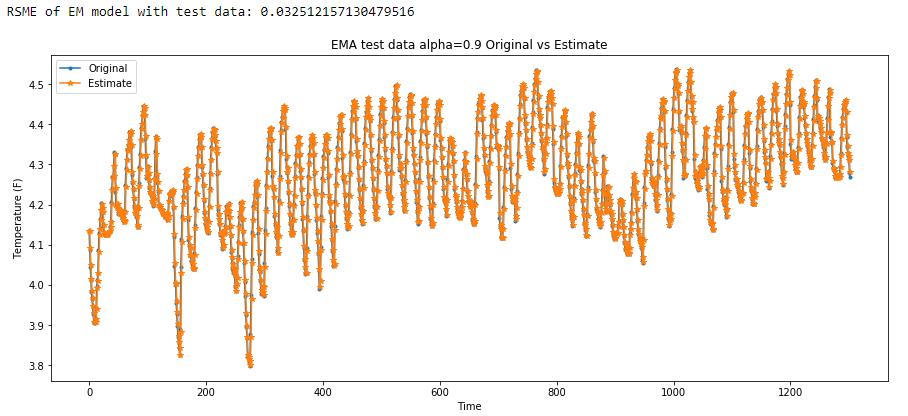 RSME of EM model with test data: 0.032512157130479516
EMA test data alpha=0.9 Original vs Estimate
Original
Estimate
4.5
4.4
4.3
4.2
4.1
4.0
3.9
3.8
Temperature (F)
0 200 400 600 800 1000 1200
Time